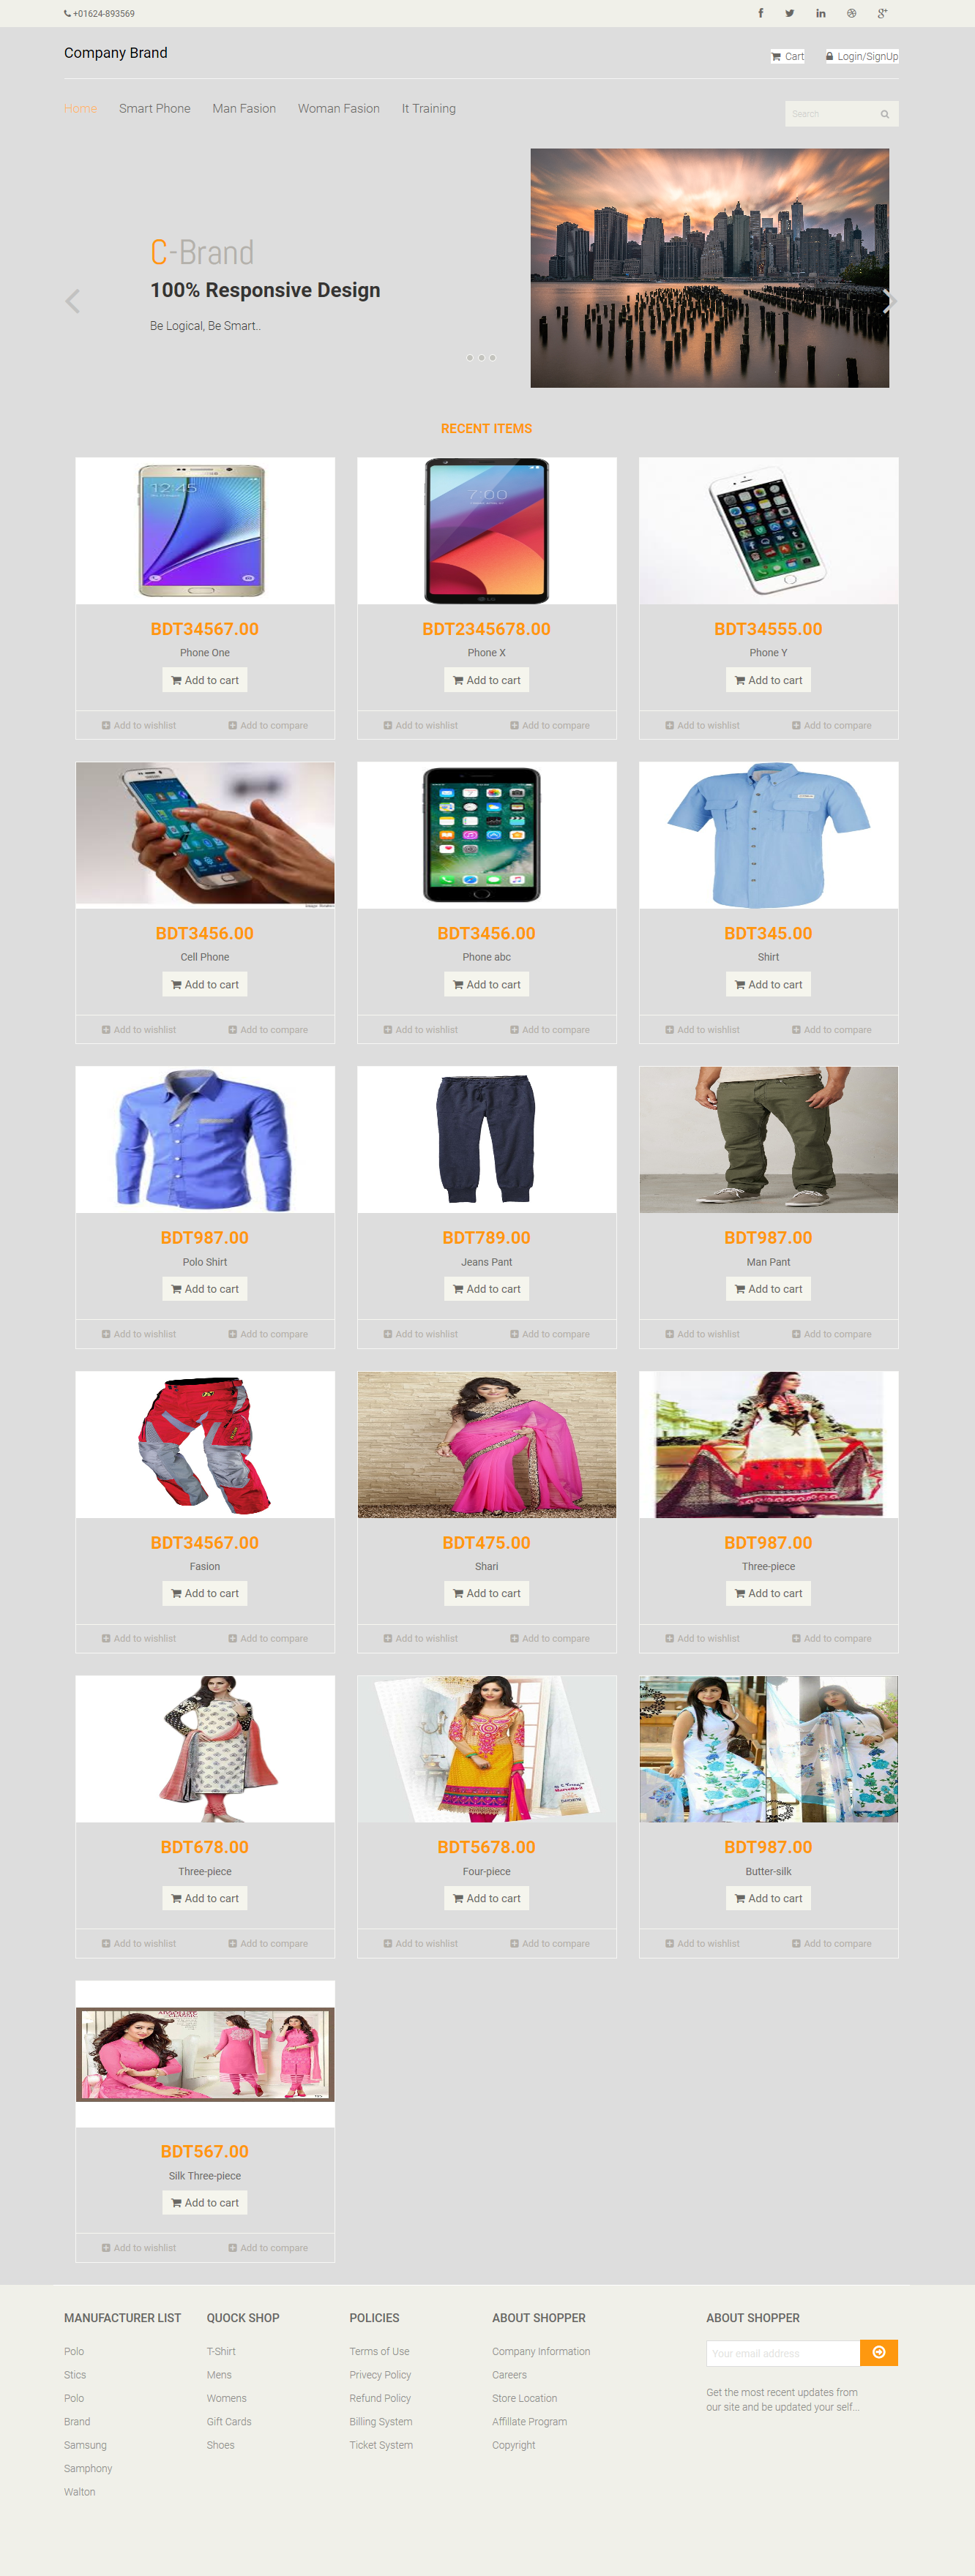 +01624-893569
Company Brand
Cart Login/SignUp
Home Smart Phone Man Fasion Woman Fasion It Training
Search
C-Brand
100% Responsive Design
Be Logical, Be Smart..
RECENT ITEMS
12:45
7:00
LG
BDT34567.00 BDT2345678.00 BDT34555.00
Phone One Phone X Phone Y
Add to cart Add to cart Add to cart
Add to wishlist Add to compare Add to wishlist Add to compare Add to wishlist Add to compare
BDT3456.00 BDT3456.00 BDT345.00
Cell Phone Phone abc Shirt
Add to cart Add to cart Add to cart
Add to wishlist Add to compare Add to wishlist Add to compare Add to wishlist Add to compare
BDT987.00 BDT789.00 BDT987.00
Polo Shirt Jeans Pant Man Pant
Add to cart Add to cart Add to cart
Add to wishlist Add to compare Add to wishlist Add to compare Add to wishlist Add to compare
BDT34567.00 BDT475.00 BDT987.00
Fasion Shari Three-piece
Add to cart Add to cart Add to cart
Add to wishlist Add to compare Add to wishlist Add to compare Add to wishlist Add to compare
BDT678.00 BDT5678.00 BDT987.00
Three-piece Four-piece Butter-silk
Add to cart Add to cart Add to cart
Add to wishlist Add to compare Add to wishlist Add to compare Add to wishlist Add to compare
BDT567.00
Silk Three-piece
Add to cart
Add to wishlist Add to compare
MANUFACTURER LIST
Polo
Stics
Polo
Brand
Samsung
Samphony
Walton
QUOCK SHOP
T-Shirt
Mens
Womens
Gift Cards
Shoes
POLICIES
Terms of Use
Privecy Policy
Refund Policy
Billing System
Ticket System
ABOUT SHOPPER
Company Information
Careers
Store Location
Affillate Program
Copyright
ABOUT SHOPPER
Your email address
Get the most recent updates from
our site and be updated your self...